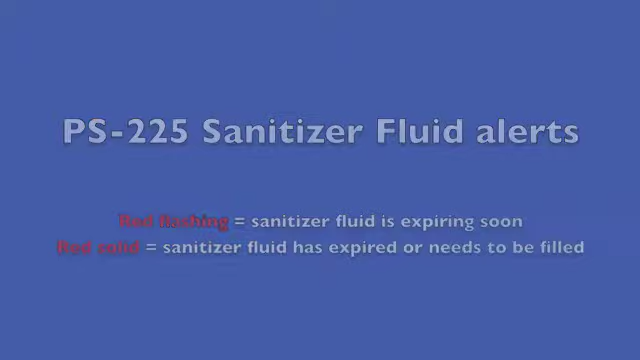 PS-225 Sanitizer Fluid alerts
Red flashing = sanitizer fluid is expiring soon
Red solid = sanitizer fluid has expired or needs to be filled